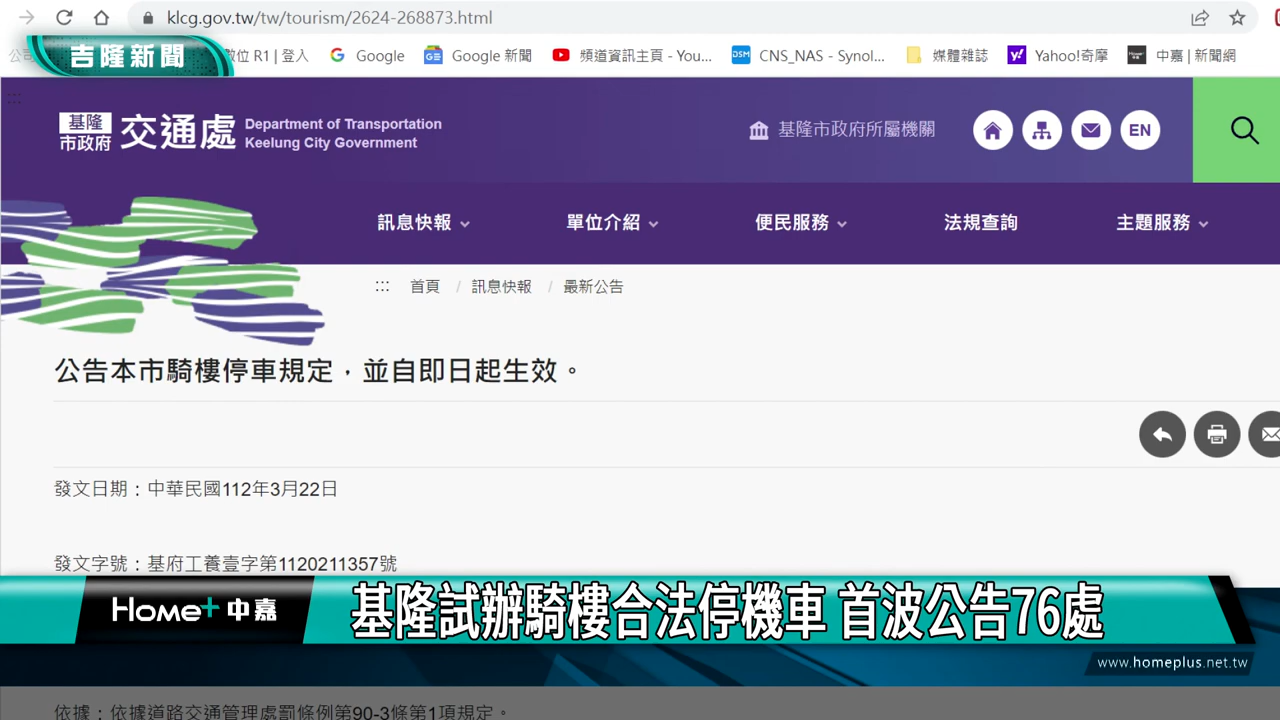 klcg.gov.tw/tw/tourism/2624-268873.html
吉隆新聞
數位 R1 | 登入
Google
Google 新聞
頻道資訊主頁 - You...
CNS_NAS - Synol...
媒體雜誌
Yahoo!奇摩
中嘉 | 新聞網
基隆市政府
交通處
Department of Transportation
Keelung City Government
基隆市政府所屬機關
EN
訊息快報
單位介紹
便民服務
法規查詢
主題服務
::: 首頁 / 訊息快報 / 最新公告
公告本市騎樓停車規定，並自即日起生效。
發文日期：中華民國112年3月22日
發文字號：基府工養壹字第1120211357號
Home+中嘉
基隆試辦騎樓合法停機車 首波公告76處
www.homeplus.net.tw
依據：依據道路交通管理處罰條例第90-3條第1項規定。